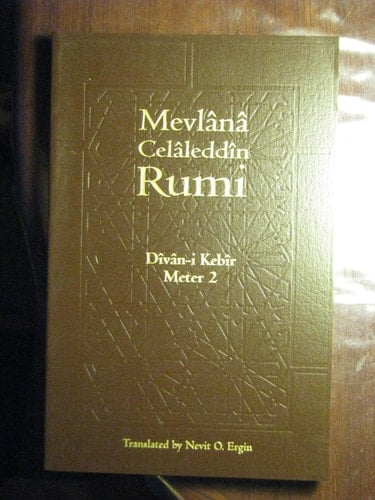 Mevlânâ
Celâleddîn
Rumi
Dîvân-i Kebîr
Meter 2
Translated by Nevit O. Ergin